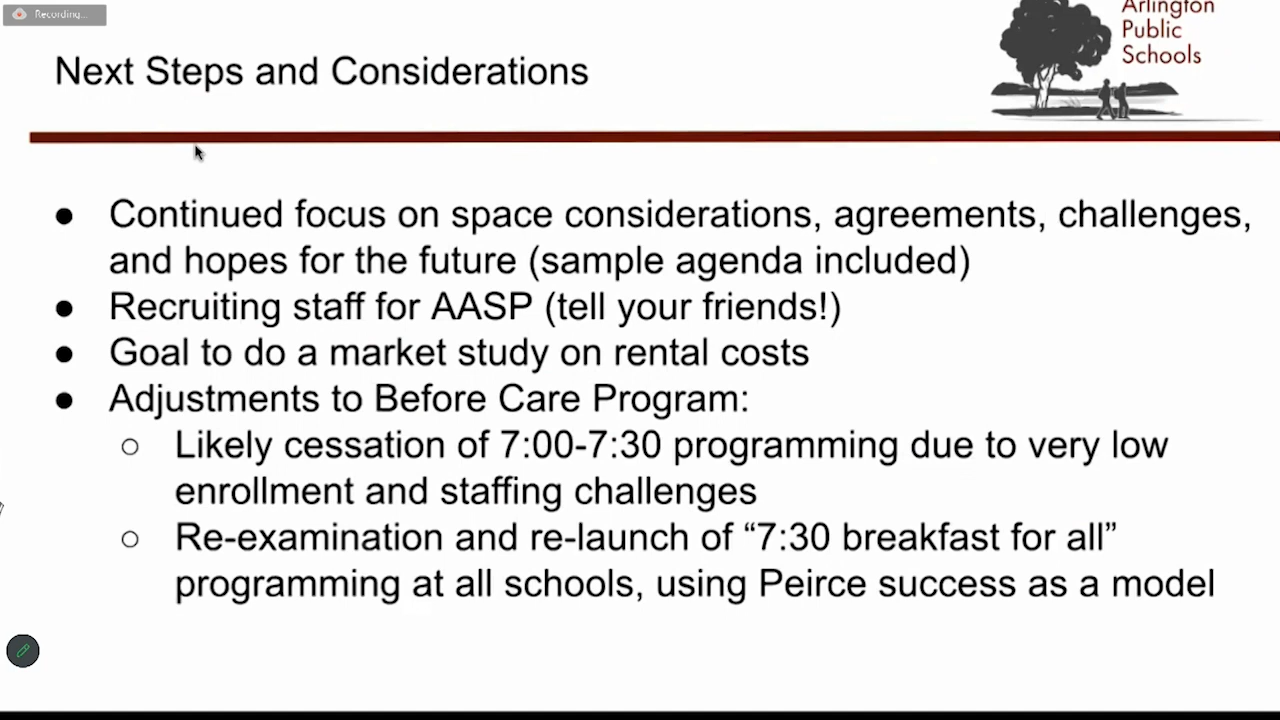 Recording...
Arlington
Public
Schools
Next Steps and Considerations
● Continued focus on space considerations, agreements, challenges,
and hopes for the future (sample agenda included)
● Recruiting staff for AASP (tell your friends!)
● Goal to do a market study on rental costs
● Adjustments to Before Care Program:
○ Likely cessation of 7:00-7:30 programming due to very low
enrollment and staffing challenges
○ Re-examination and re-launch of “7:30 breakfast for all”
programming at all schools, using Peirce success as a model